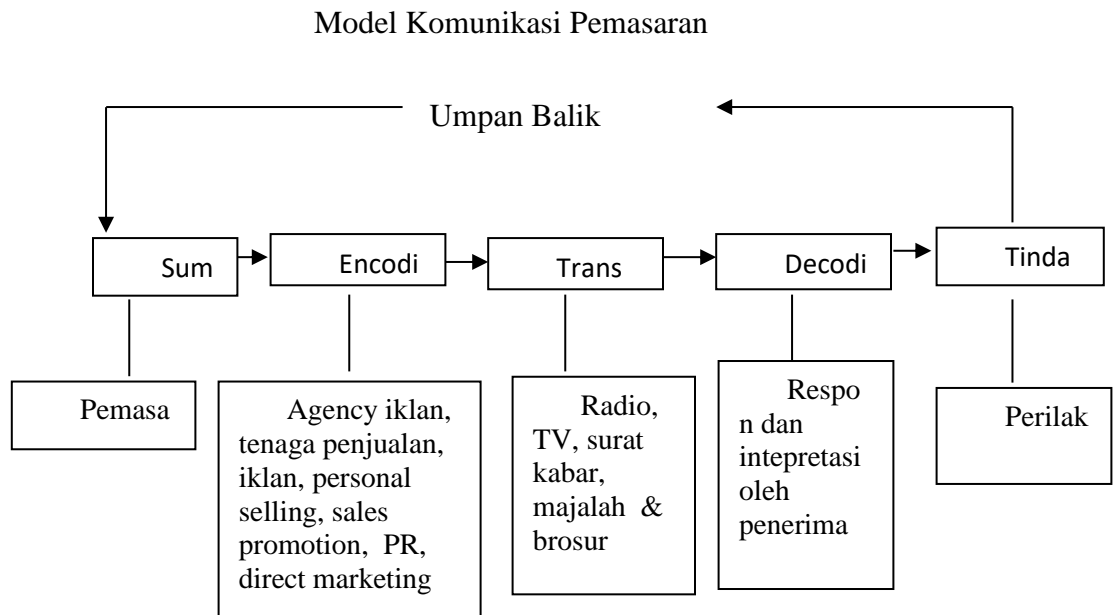 Model Komunikasi Pemasaran
Umpan Balik
Sum
Encodi
Trans
Decodi
Tinda
Pemasa
Agency iklan,
tenaga penjualan,
iklan, personal
selling, sales
promotion, PR,
direct marketing
Radio,
TV, surat
kabar,
majalah &
brosur
Respo
n dan
intepretasi
oleh
penerima
Perilak